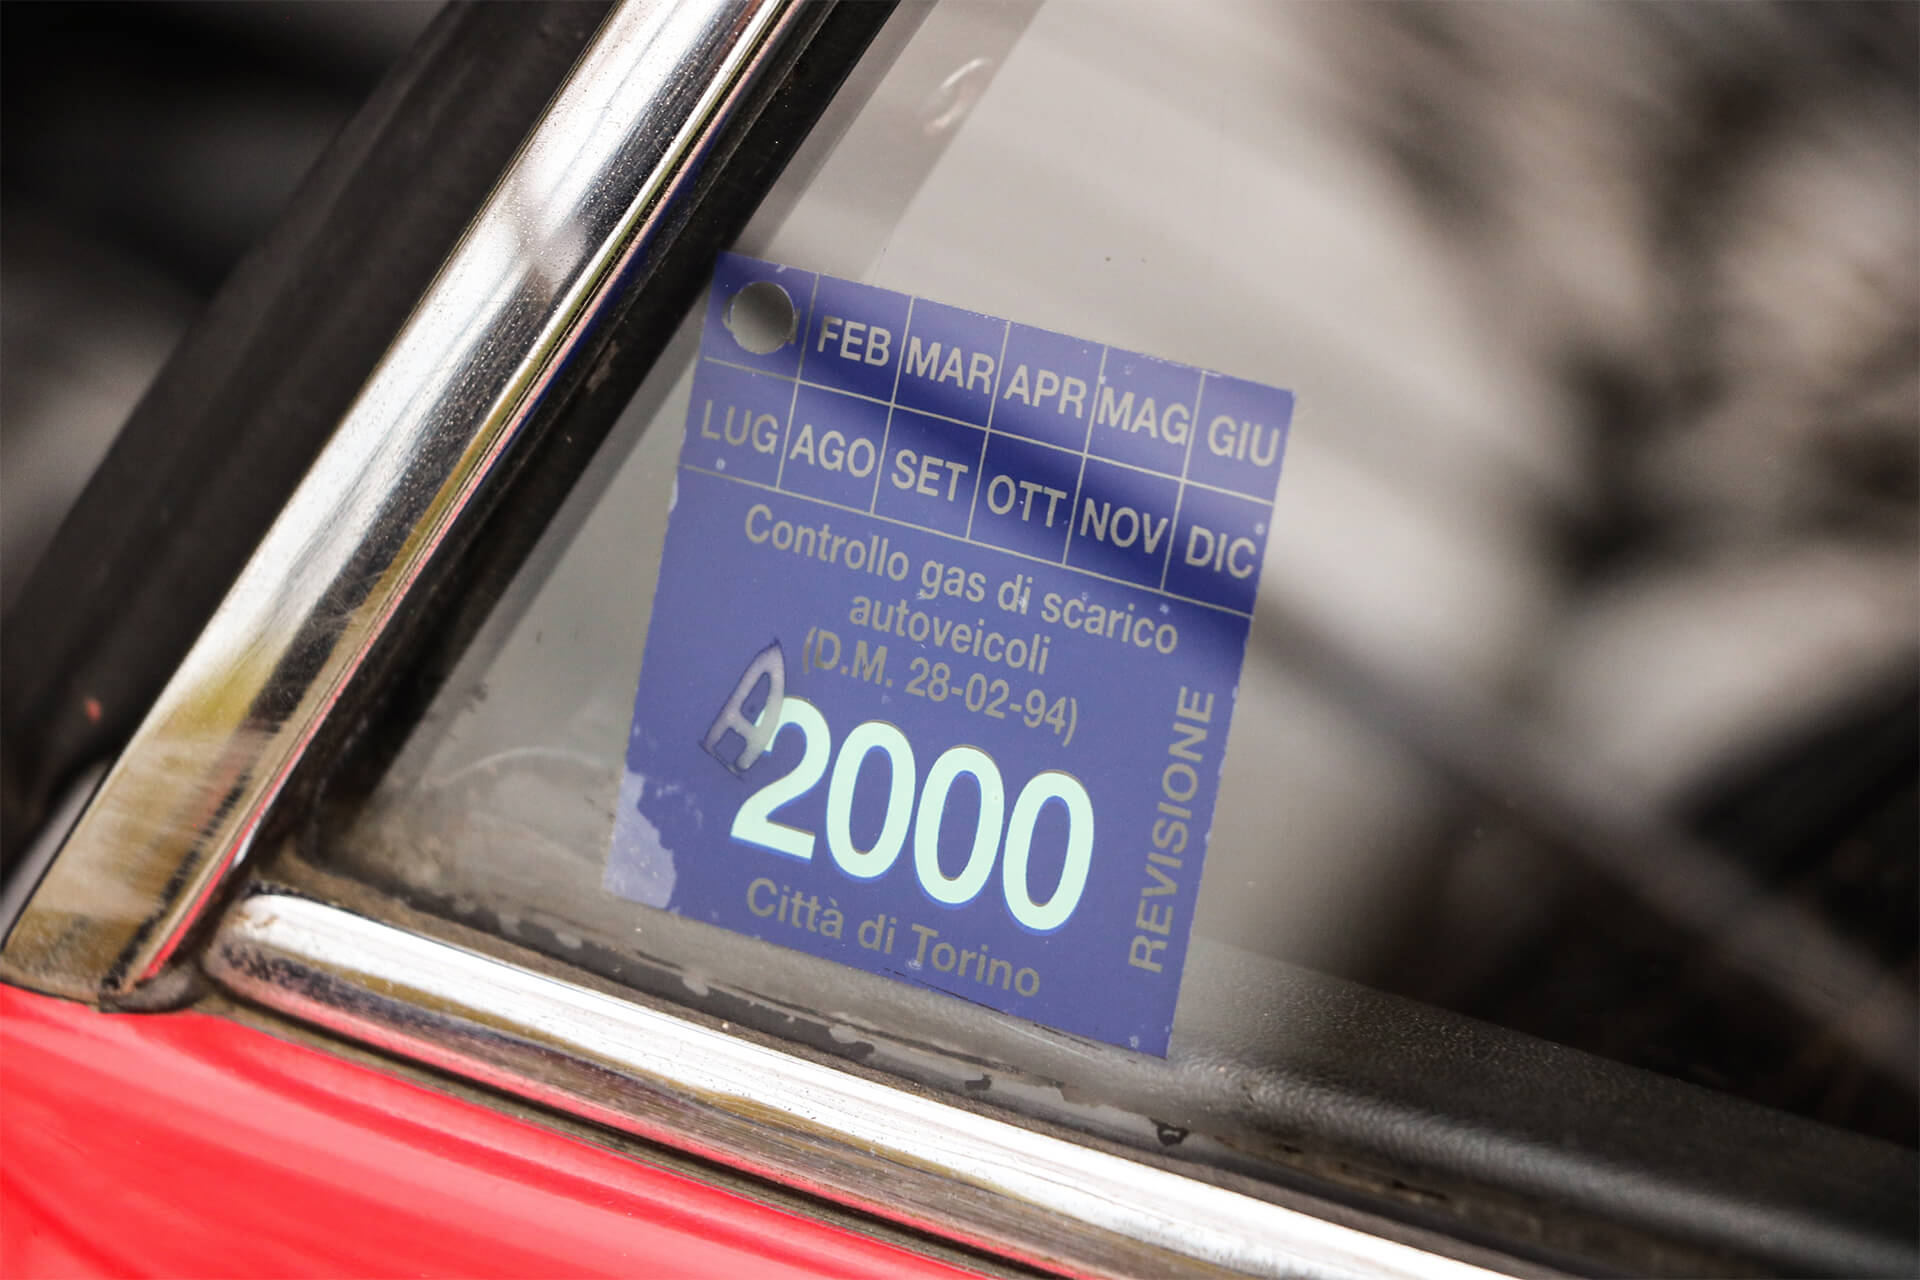 FEB MAR APR MAG GIU
LUG AGO SET OTT NOV DIC
Controllo gas di scarico
autoveicoli
(D.M. 28-02-94)
A
2000
Città di Torino
REVISIONE